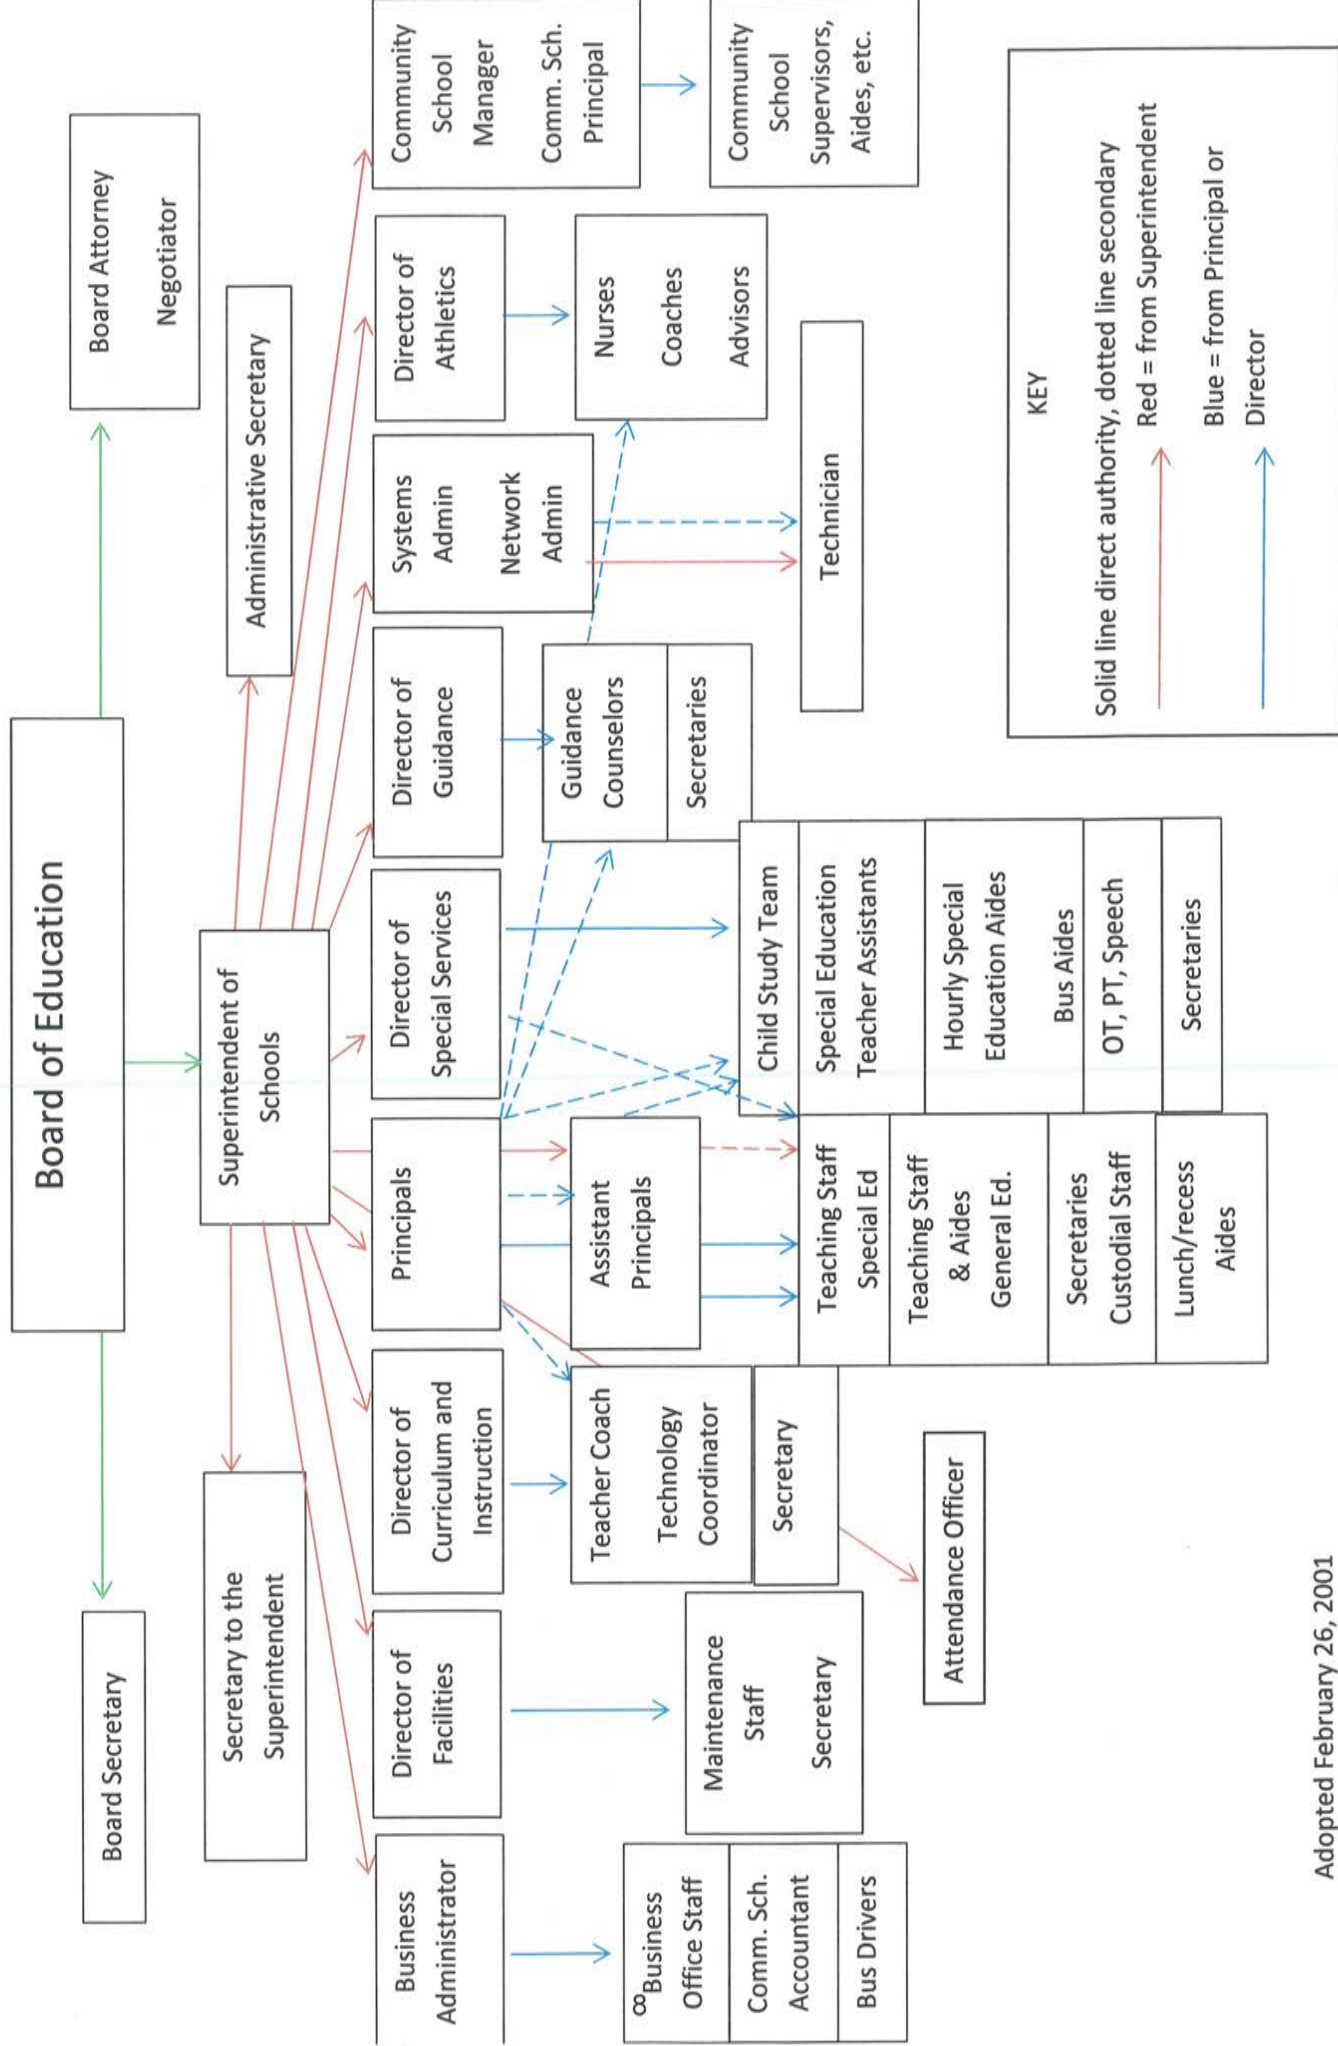 Board of Education
Board Secretary
Board Attorney
Negotiator
Secretary to the
Superintendent
Superintendent of
Schools
Administrative Secretary
Business
Administrator
Director of
Facilities
Director of
Curriculum and
Instruction
Principals
Director of
Special Services
Director of
Guidance
Systems
Admin
Network
Admin
Director of
Athletics
Community
School
Manager
Comm. Sch.
Principal
∞Business
Office Staff
Comm. Sch.
Accountant
Bus Drivers
Maintenance
Staff
Secretary
Teacher Coach
Technology
Coordinator
Secretary
Attendance Officer
Assistant
Principals
Teaching Staff
Special Ed
Teaching Staff
& Aides
General Ed.
Secretaries
Custodial Staff
Lunch/recess
Aides
Child Study Team
Special Education
Teacher Assistants
Hourly Special
Education Aides
Bus Aides
OT, PT, Speech
Secretaries
Guidance
Counselors
Secretaries
Technician
Nurses
Coaches
Advisors
Community
School
Supervisors,
Aides, etc.
KEY
Solid line direct authority, dotted line secondary
Red = from Superintendent
Blue = from Principal or
Director
Adopted February 26, 2001